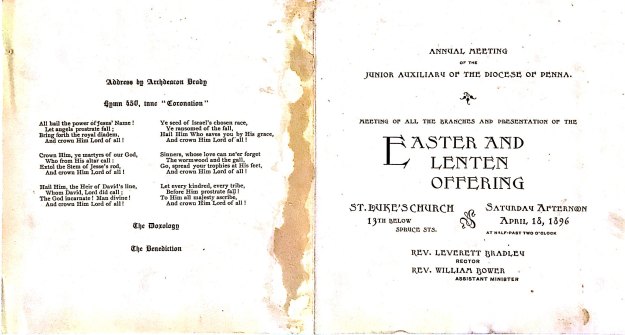 Address by Archdeacon Brady
Hymn 450, tune "Coronation"
All hail the power of Jesus' Name!
Let angels prostrate fall;
Bring forth the royal diadem,
And crown Him Lord of all!
Crown Him, ye martyrs of our God,
Who from His altar call;
Extol the Stem of Jesse's rod,
And crown Him Lord of all!
Hail Him, the Heir of David's line,
Whom David, Lord did call;
The God incarnate! Man divine!
And crown Him Lord of all!
Ye seed of Israel's chosen race,
Ye ransomed of the fall,
Hail Him Who saves you by His grace,
And crown Him Lord of all!
Sinners, whose love can ne'er forget
The wormwood and the gall,
Go, spread your trophies at His feet,
And crown Him Lord of all!
Let every kindred, every tribe,
Before Him prostrate fall!
To Him all majesty ascribe,
And crown Him Lord of all!
The Doxology
The Benediction
ANNUAL MEETING
OF THE
JUNIOR AUXILIARY OF THE DIOCESE OF PENNA.
MEETING OF ALL THE BRANCHES AND PRESENTATION OF THE
EASTER AND
LENTEN
OFFERING
ST. LUKE'S CHURCH
13TH BELOW
SPRUCE STS.
SATURDAY AFTERNOON
APRIL 18, 1896
AT HALF-PAST TWO O'CLOCK
REV. LEVERETT BRADLEY
RECTOR
REV. WILLIAM BOWER
ASSISTANT MINISTER